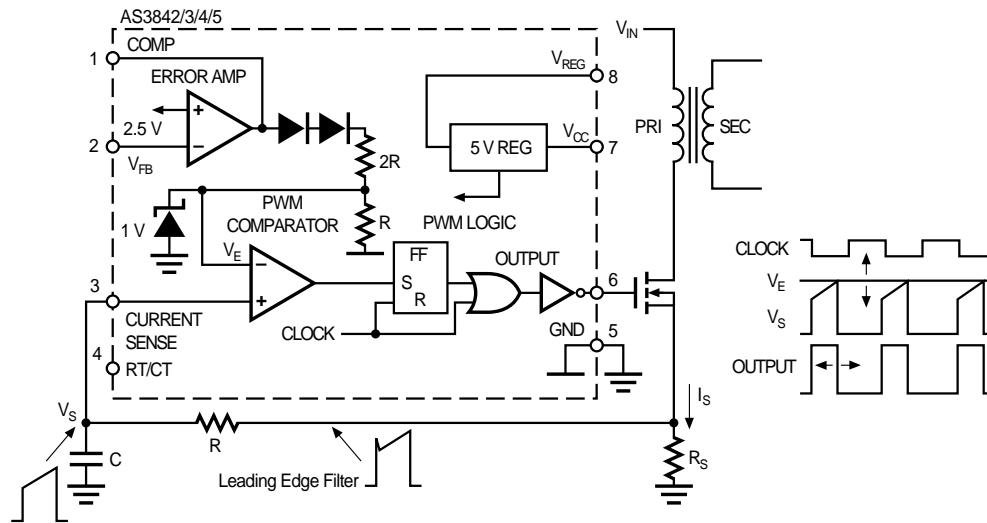 AS3842/3/4/5
1
COMP
ERROR AMP
+
2.5 V
–
2
VFB
2R
R
1 V
PWM
COMPARATOR
VE
–
+
3
CURRENT
SENSE
4
RT/CT
FF
S
R
CLOCK
OUTPUT
6
GND
5
VREG
8
5 V REG
VCC
7
PWM LOGIC
VIN
PRI
SEC
CLOCK
VE
VS
OUTPUT
VS
C
R
Leading Edge Filter
IS
RS